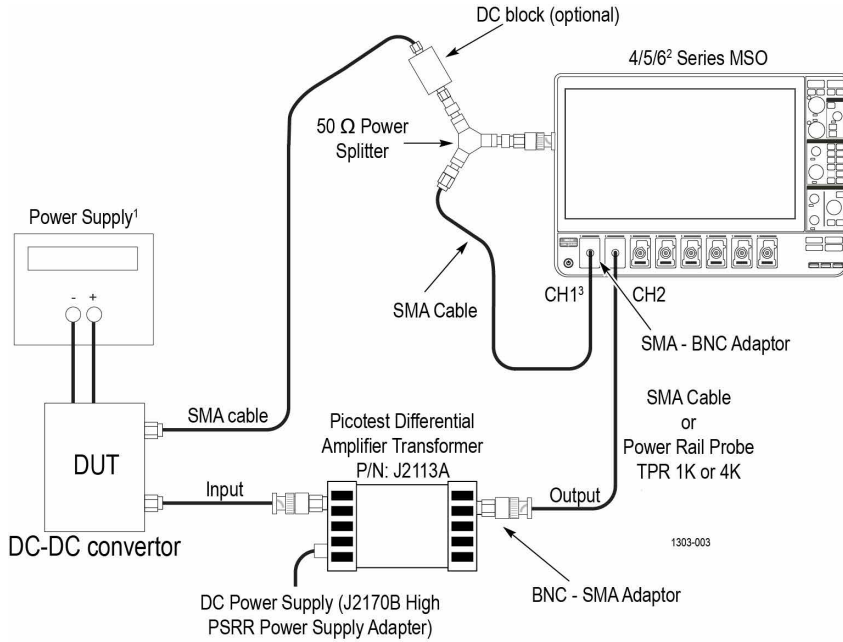 DC block (optional)
4/5/6² Series MSO
50 Ω Power
Splitter
Power Supply¹
- +
CH1³
CH2
SMA Cable
SMA - BNC Adaptor
SMA cable
SMA Cable
or
Power Rail Probe
TPR 1K or 4K
Picotest Differential
Amplifier Transformer
P/N: J2113A
DUT
Input
Output
DC-DC convertor
1303-003
DC Power Supply (J2170B High
PSRR Power Supply Adapter)
BNC - SMA Adaptor